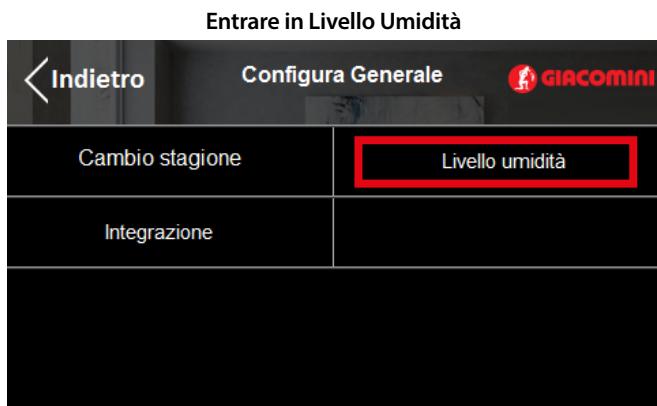 Entrare in Livello Umidità
Indietro
Configura Generale
GIACOMINI
Cambio stagione
Livello umidità
Integrazione